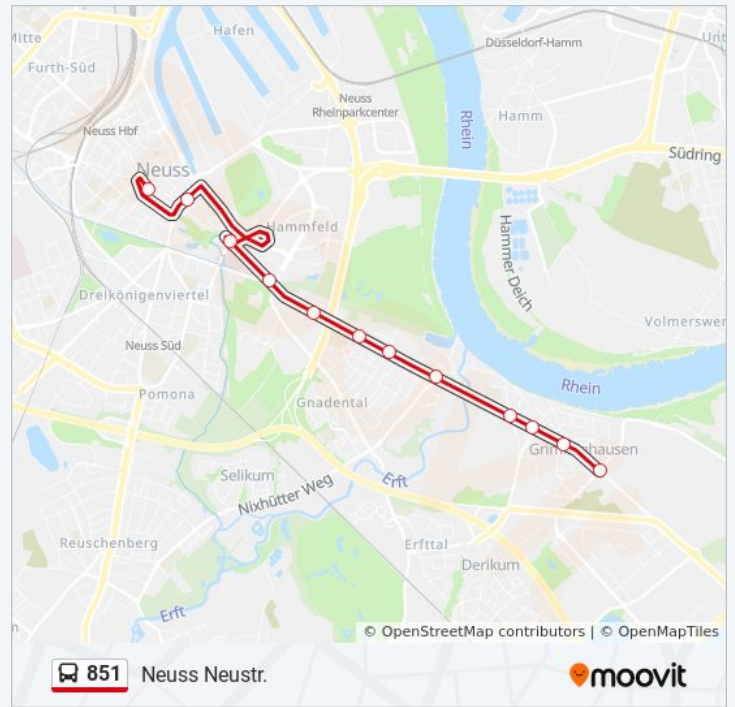 Hafen
Mitte
Düsseldorf-Hamm
Furth-Süd
Neuss
Rheinparkcenter
Rhein
Hamm
Neuss Hbf
Südring
Neuss
Hammfeld
Hammer Deich
Dreikönigenviertel
Volmerswer
Neuss Süd
Pomona
Gnadental
Rhein
Selikum
Erft
Nixhütter Weg
Reuschenberg
Erfttal
Derikum
Erft
© OpenStreetMap contributors | © OpenMapTiles
851 Neuss Neustr.
moovit